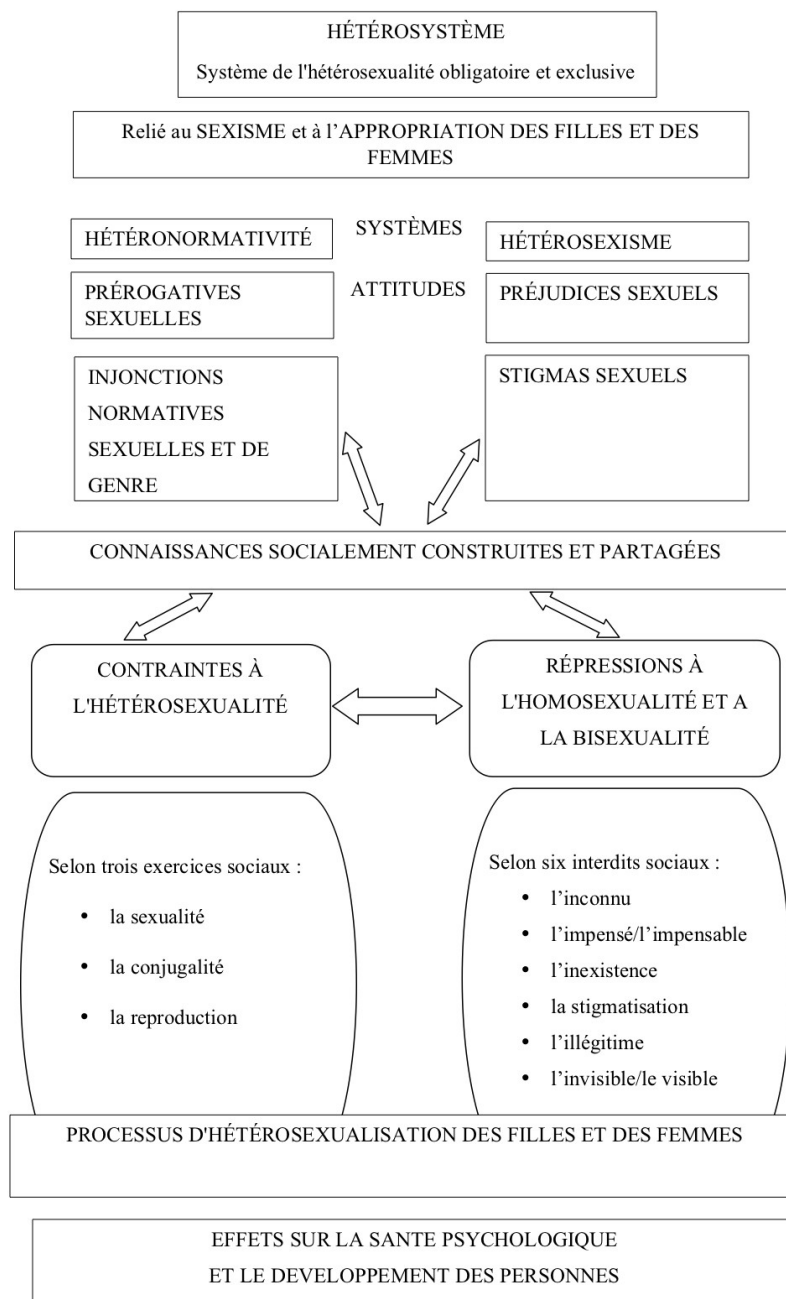 HÉTÉROSYSTÈME
Système de l'hétérosexualité obligatoire et exclusive
Relié au SEXISME et à l’APPROPRIATION DES FILLES ET DES
FEMMES
HÉTÉRONORMATIVITÉ
SYSTÈMES
HÉTÉROSEXISME
PRÉROGATIVES
SEXUELLES
ATTITUDES
PRÉJUDICES SEXUELS
INJONCTIONS
NORMATIVES
SEXUELLES ET DE
GENRE
STIGMAS SEXUELS
CONNAISSANCES SOCIALEMENT CONSTRUITES ET PARTAGÉES
CONTRAINTES À
L'HÉTÉROSEXUALITÉ
RÉPRESSIONS À
L'HOMOSEXUALITÉ ET A
LA BISEXUALITÉ
Selon trois exercices sociaux :
• la sexualité
• la conjugalité
• la reproduction
Selon six interdits sociaux :
• l’inconnu
• l’impensé/l’impensable
• l’inexistence
• la stigmatisation
• l’illégitime
• l’invisible/le visible
PROCESSUS D'HÉTÉROSEXUALISATION DES FILLES ET DES FEMMES
EFFETS SUR LA SANTE PSYCHOLOGIQUE
ET LE DEVELOPPEMENT DES PERSONNES